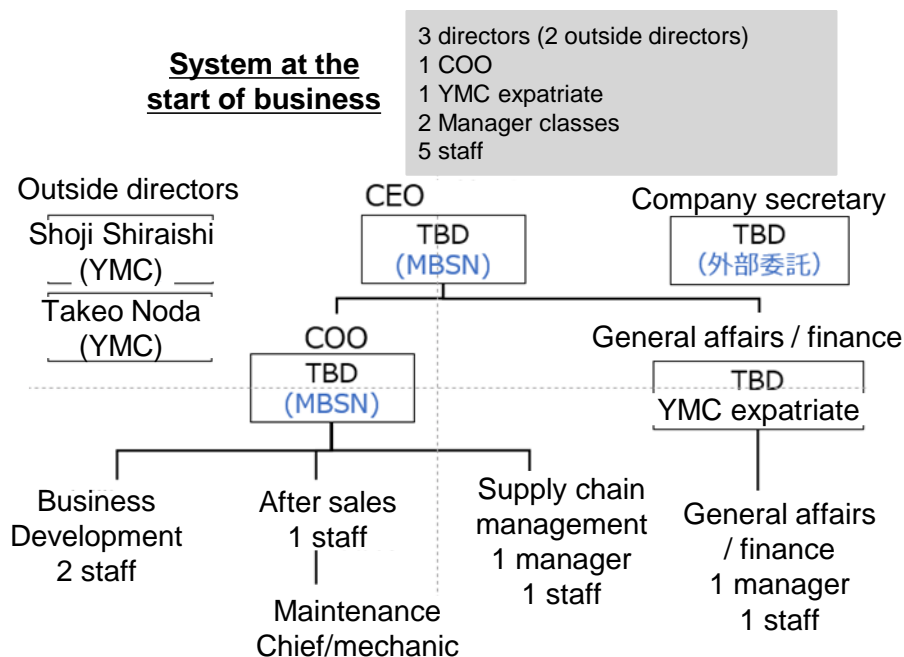 System at the
start of business
3 directors (2 outside directors)
1 COO
1 YMC expatriate
2 Manager classes
5 staff
Outside directors
Shoji Shiraishi
(YMC)
Takeo Noda
(YMC)
CEO
TBD
(MBSN)
Company secretary
TBD
(外部委託)
COO
TBD
(MBSN)
General affairs / finance
TBD
YMC expatriate
Business
Development
2 staff
After sales
1 staff
Maintenance
Chief/mechanic
Supply chain
management
1 manager
1 staff
General affairs
/ finance
1 manager
1 staff